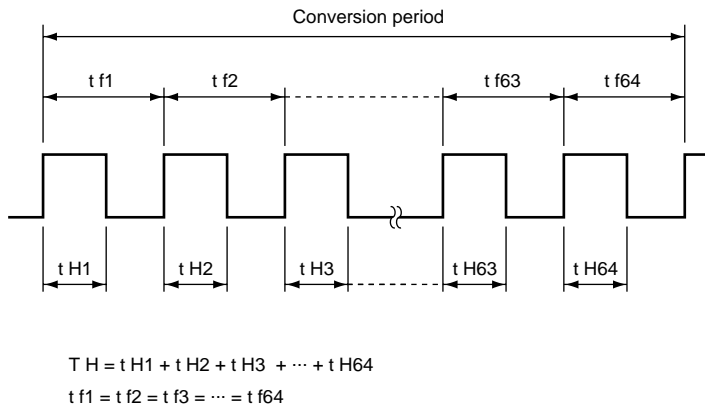 Conversion period
t f1 t f2 t f63 t f64
t H1 t H2 t H3 t H63 t H64
T H = t H1 + t H2 + t H3 + ··· + t H64
t f1 = t f2 = t f3 = ··· = t f64